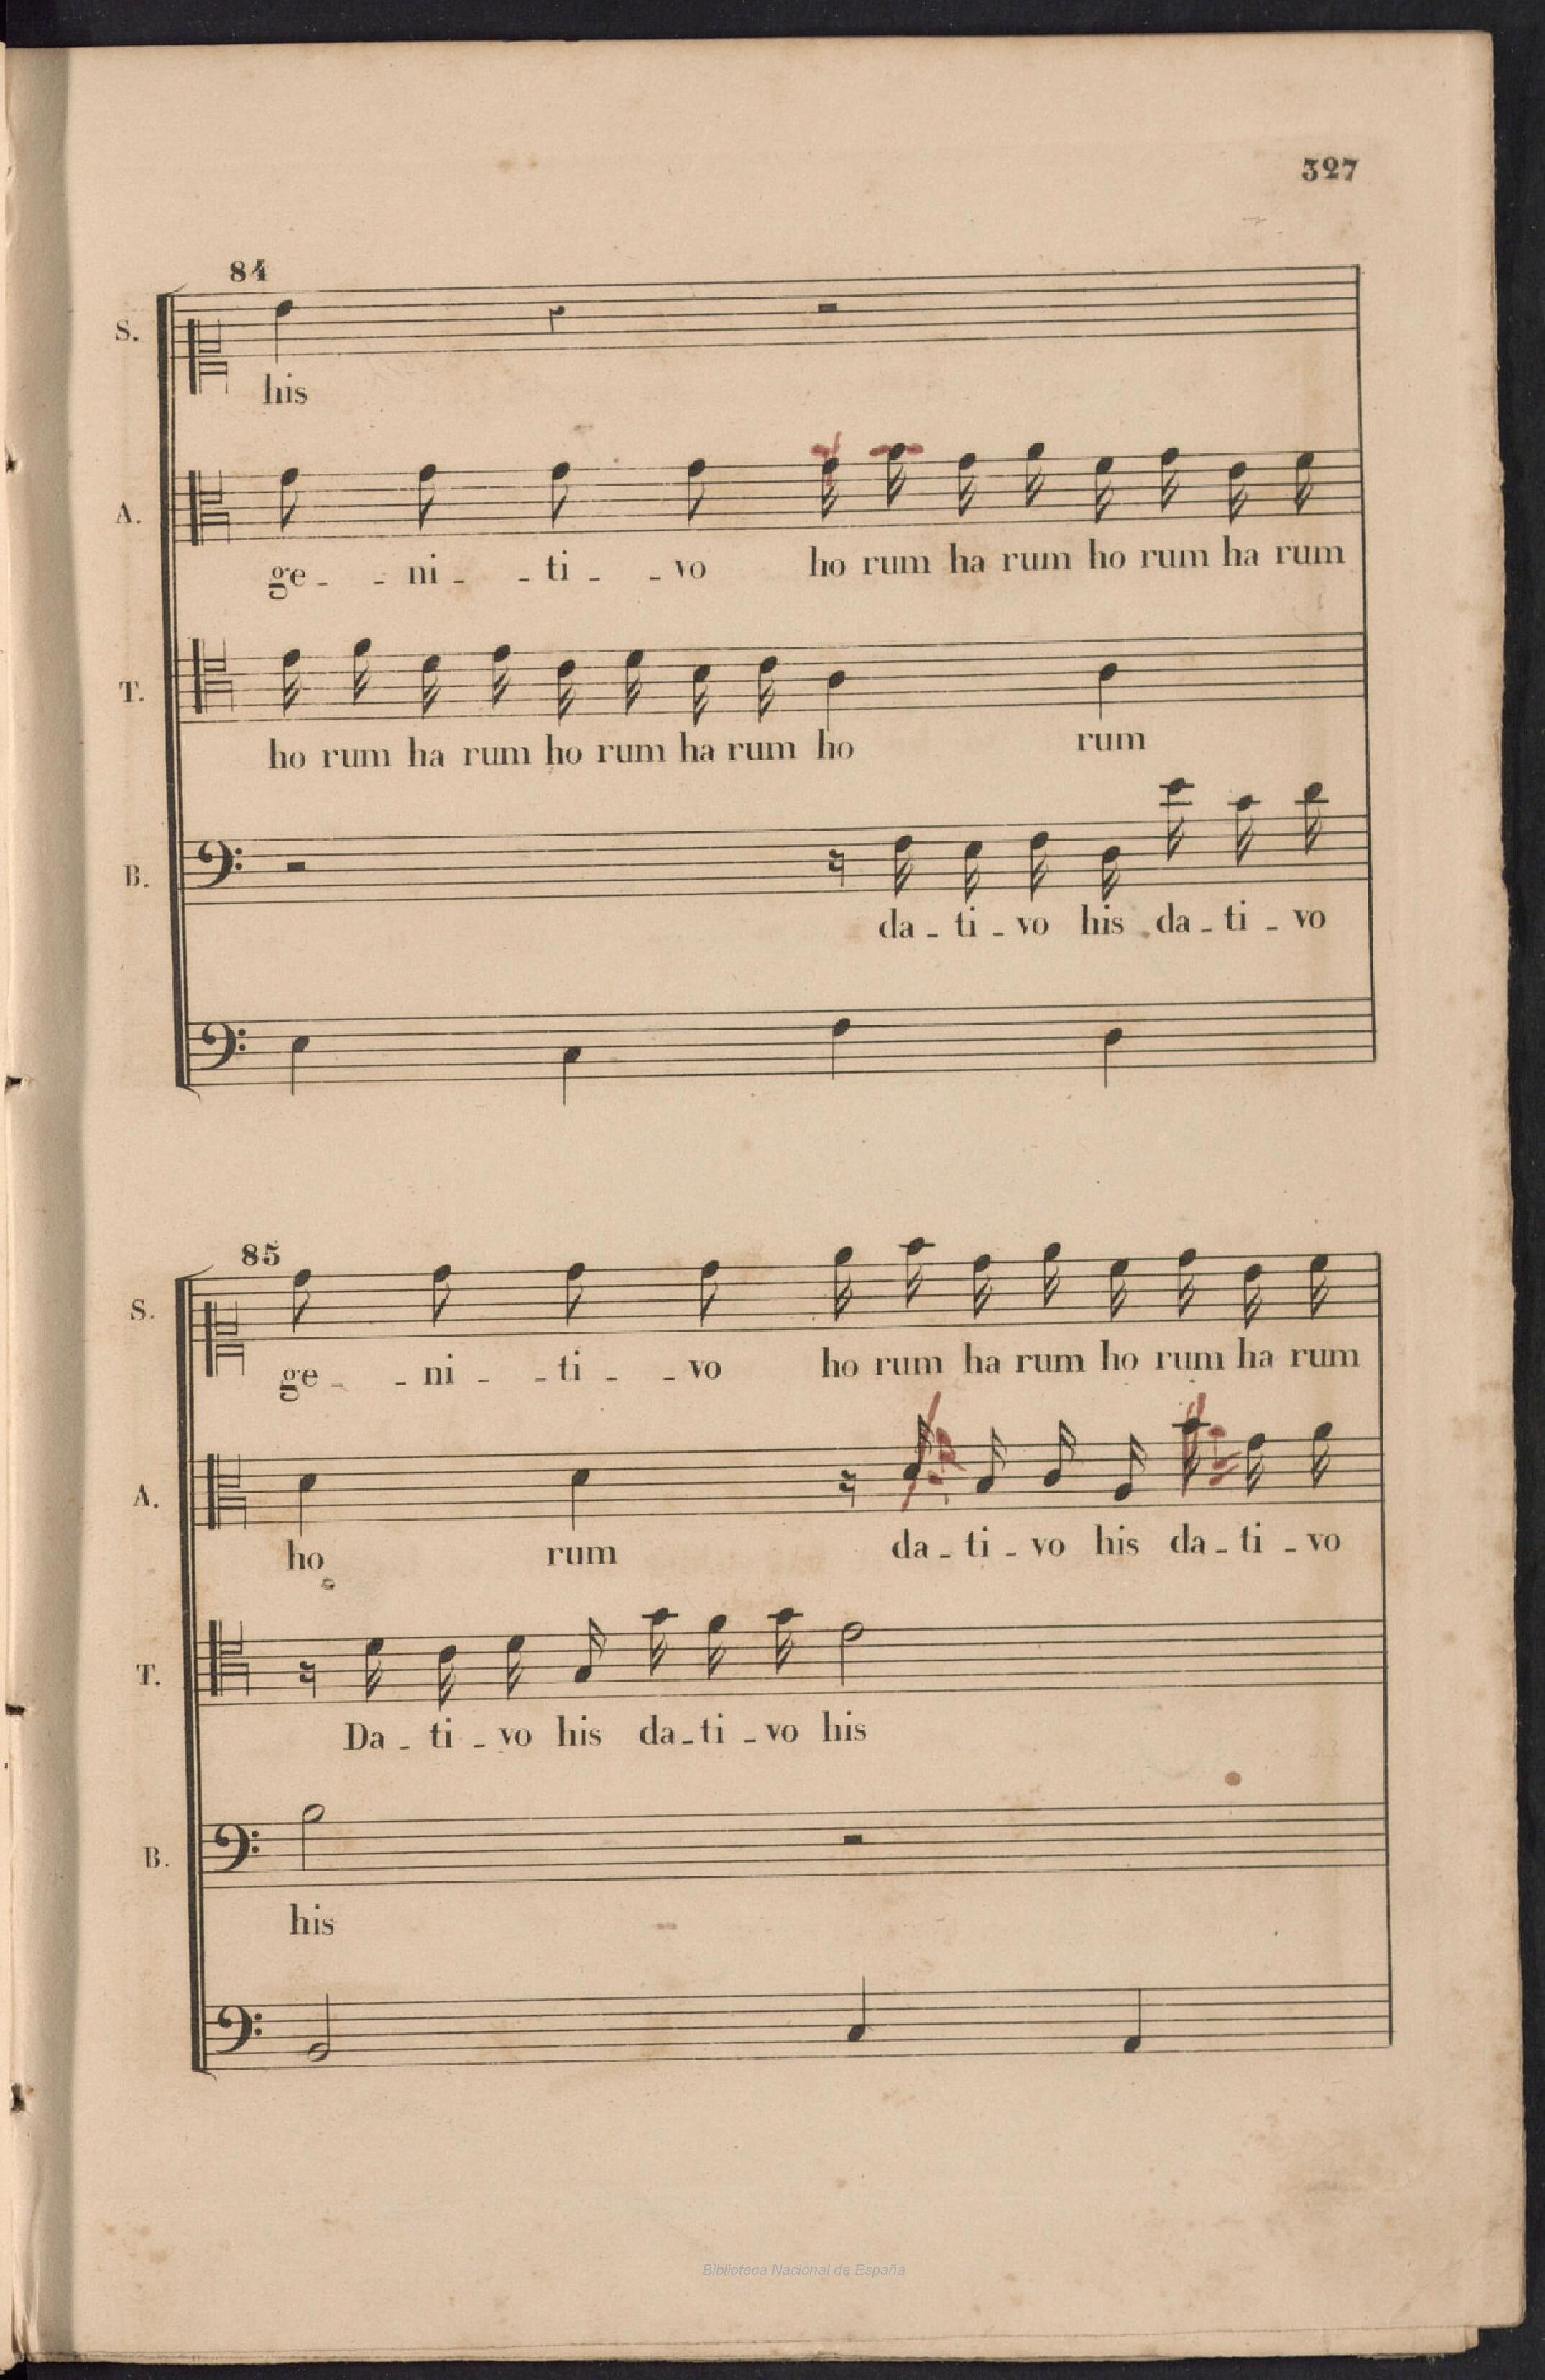 327
84
S.
his
A.
ge - - ni - - ti - - vo ho rum ha rum ho rum ha rum
T.
ho rum ha rum ho rum ha rum ho rum
B.
da - ti - vo his da - ti - vo
85
S.
ge - - ni - - ti - - vo ho rum ha rum ho rum ha rum
A.
ho rum da - ti - vo his da - ti - vo
T.
Da - ti - vo his da - ti - vo his
B.
his
Biblioteca Nacional de España